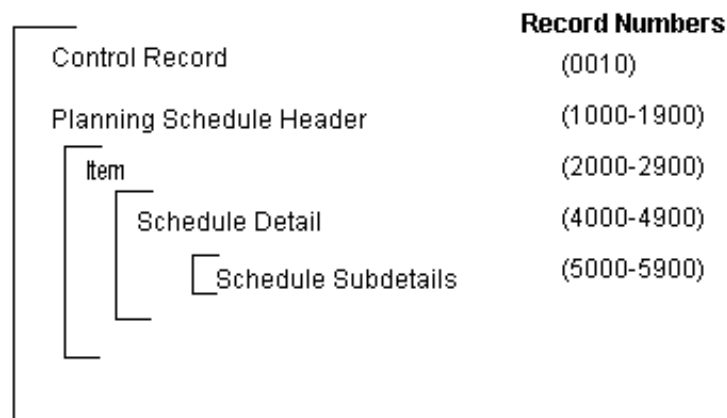 Record Numbers
Control Record (0010)
Planning Schedule Header (1000-1900)
Item (2000-2900)
Schedule Detail (4000-4900)
Schedule Subdetails (5000-5900)